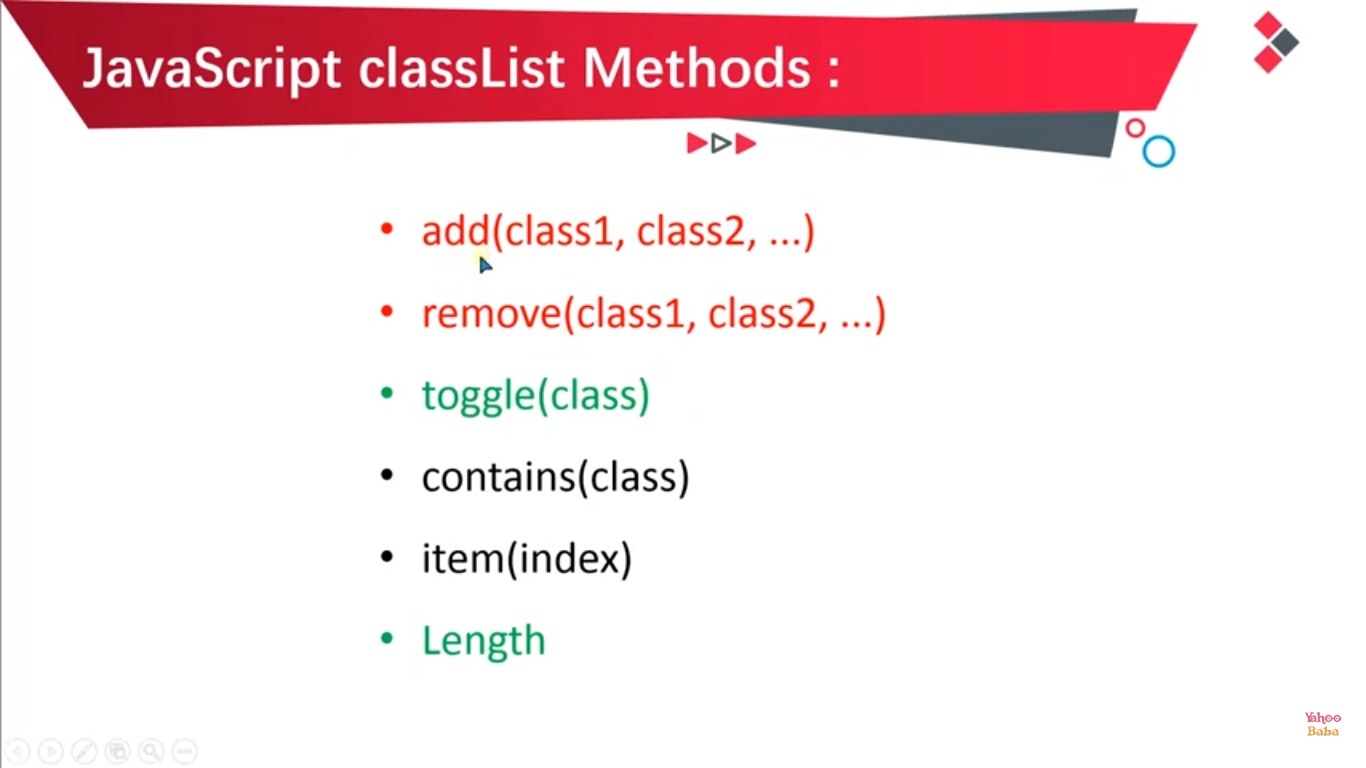 JavaScript classList Methods :
• add(class1, class2, ...)
• remove(class1, class2, ...)
• toggle(class)
• contains(class)
• item(index)
• Length
Yahoo
Baba